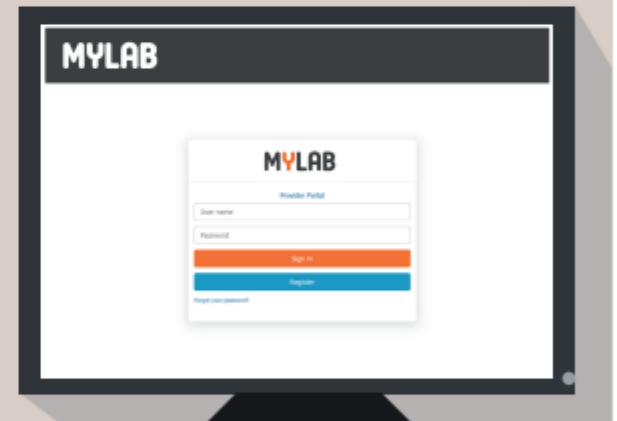 MYLAB
MYLAB
Provider Portal
User name
Password
Sign in
Register
Forgot your password?